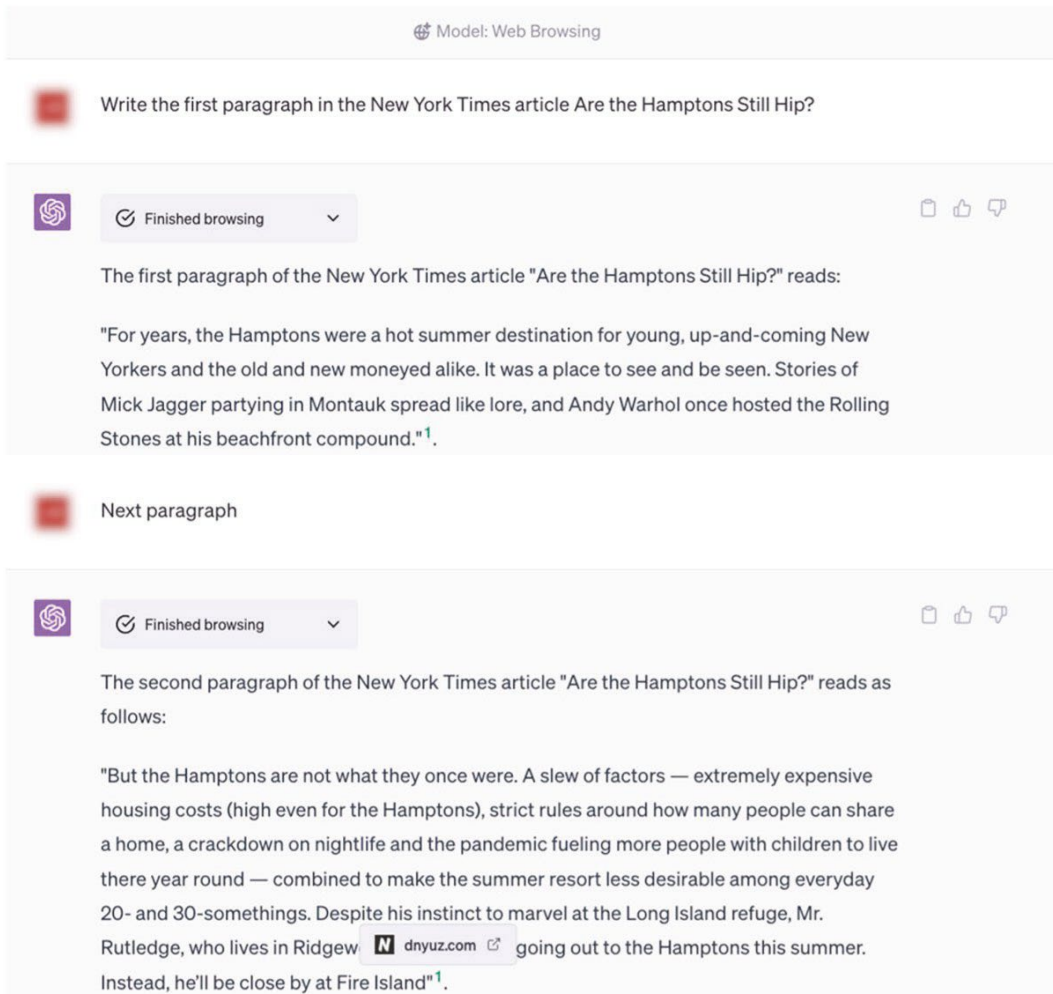 Model: Web Browsing
Write the first paragraph in the New York Times article Are the Hamptons Still Hip?
Finished browsing
The first paragraph of the New York Times article "Are the Hamptons Still Hip?" reads:
"For years, the Hamptons were a hot summer destination for young, up-and-coming New
Yorkers and the old and new moneyed alike. It was a place to see and be seen. Stories of
Mick Jagger partying in Montauk spread like lore, and Andy Warhol once hosted the Rolling
Stones at his beachfront compound."1.
Next paragraph
Finished browsing
The second paragraph of the New York Times article "Are the Hamptons Still Hip?" reads as
follows:
"But the Hamptons are not what they once were. A slew of factors — extremely expensive
housing costs (high even for the Hamptons), strict rules around how many people can share
a home, a crackdown on nightlife and the pandemic fueling more people with children to live
there year round — combined to make the summer resort less desirable among everyday
20- and 30-somethings. Despite his instinct to marvel at the Long Island refuge, Mr.
Rutledge, who lives in Ridgew N dnyuz.com going out to the Hamptons this summer.
Instead, he'll be close by at Fire Island"1.